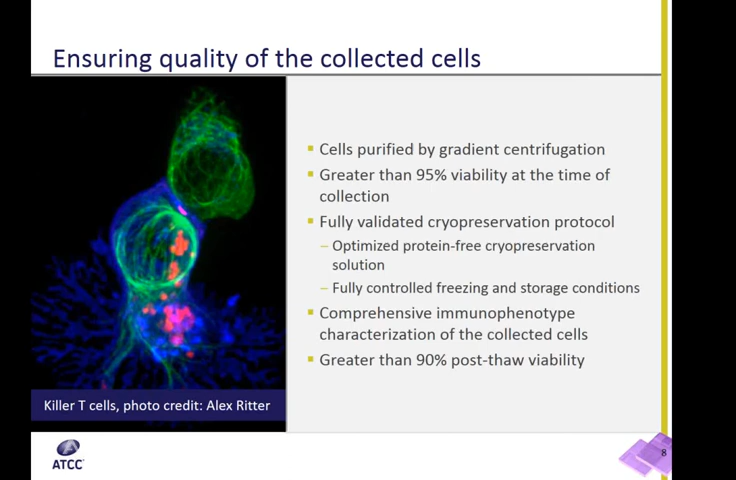 Ensuring quality of the collected cells
Cells purified by gradient centrifugation
Greater than 95% viability at the time of
collection
Fully validated cryopreservation protocol
– Optimized protein-free cryopreservation
solution
– Fully controlled freezing and storage conditions
Comprehensive immunophenotype
characterization of the collected cells
Greater than 90% post-thaw viability
Killer T cells, photo credit: Alex Ritter
ATCC
8